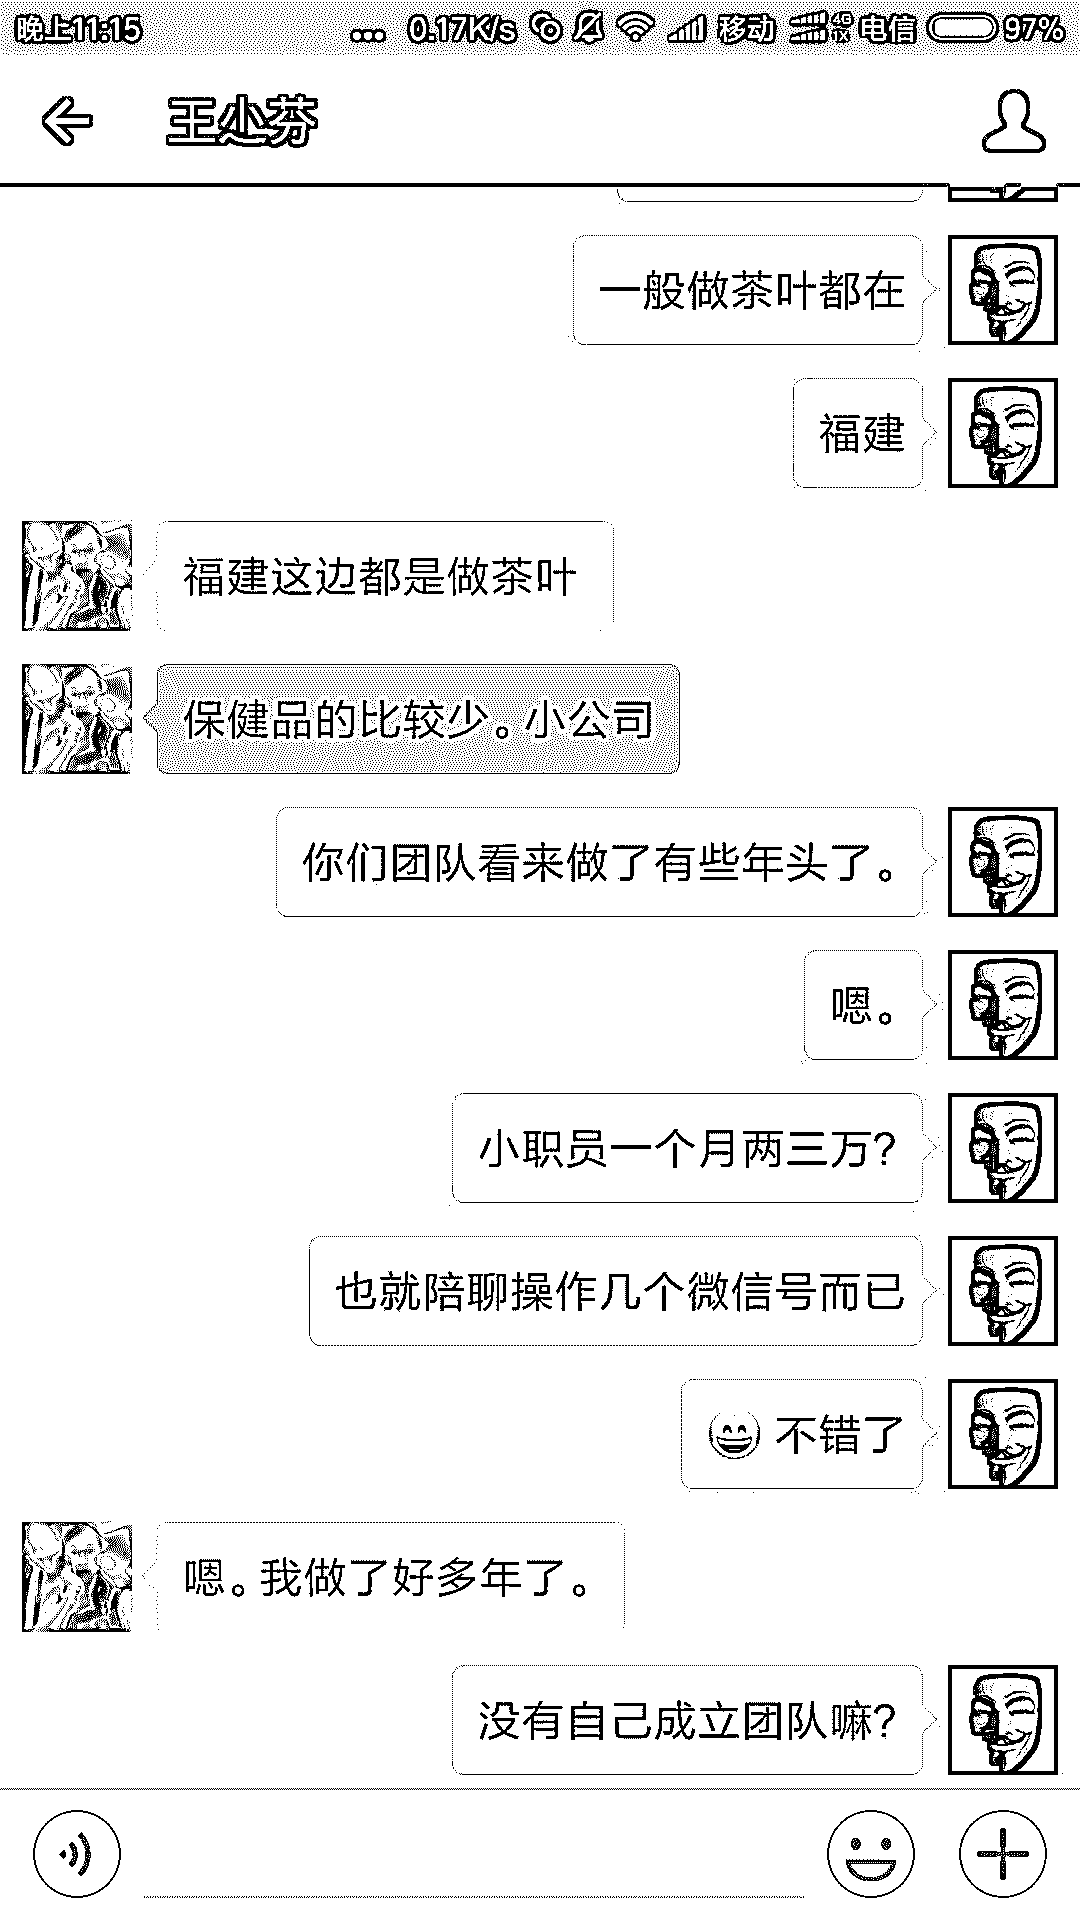 晚上11:15
0.17K/s
移动
4G
1X
电信
97%
王小芬
一般做茶叶都在
福建
福建这边都是做茶叶
保健品的比较少。小公司
你们团队看来做了有些年头了。
嗯。
小职员一个月两三万?
也就陪聊操作几个微信号而已
不错了
嗯。我做了好多年了。
没有自己成立团队嘛?